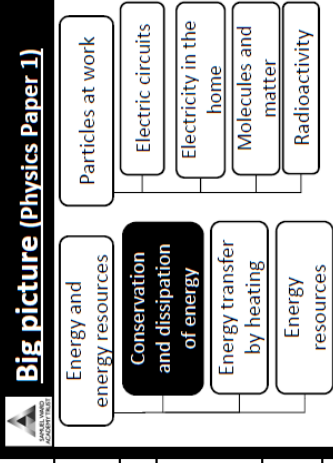 SAMUEL WARD
ACADEMY TRUST
Big picture (Physics Paper 1)
Energy and
energy resources
Conservation
and dissipation
of energy
Energy transfer
by heating
Energy
resources
Particles at work
Electric circuits
Electricity in the
home
Molecules and
matter
Radioactivity